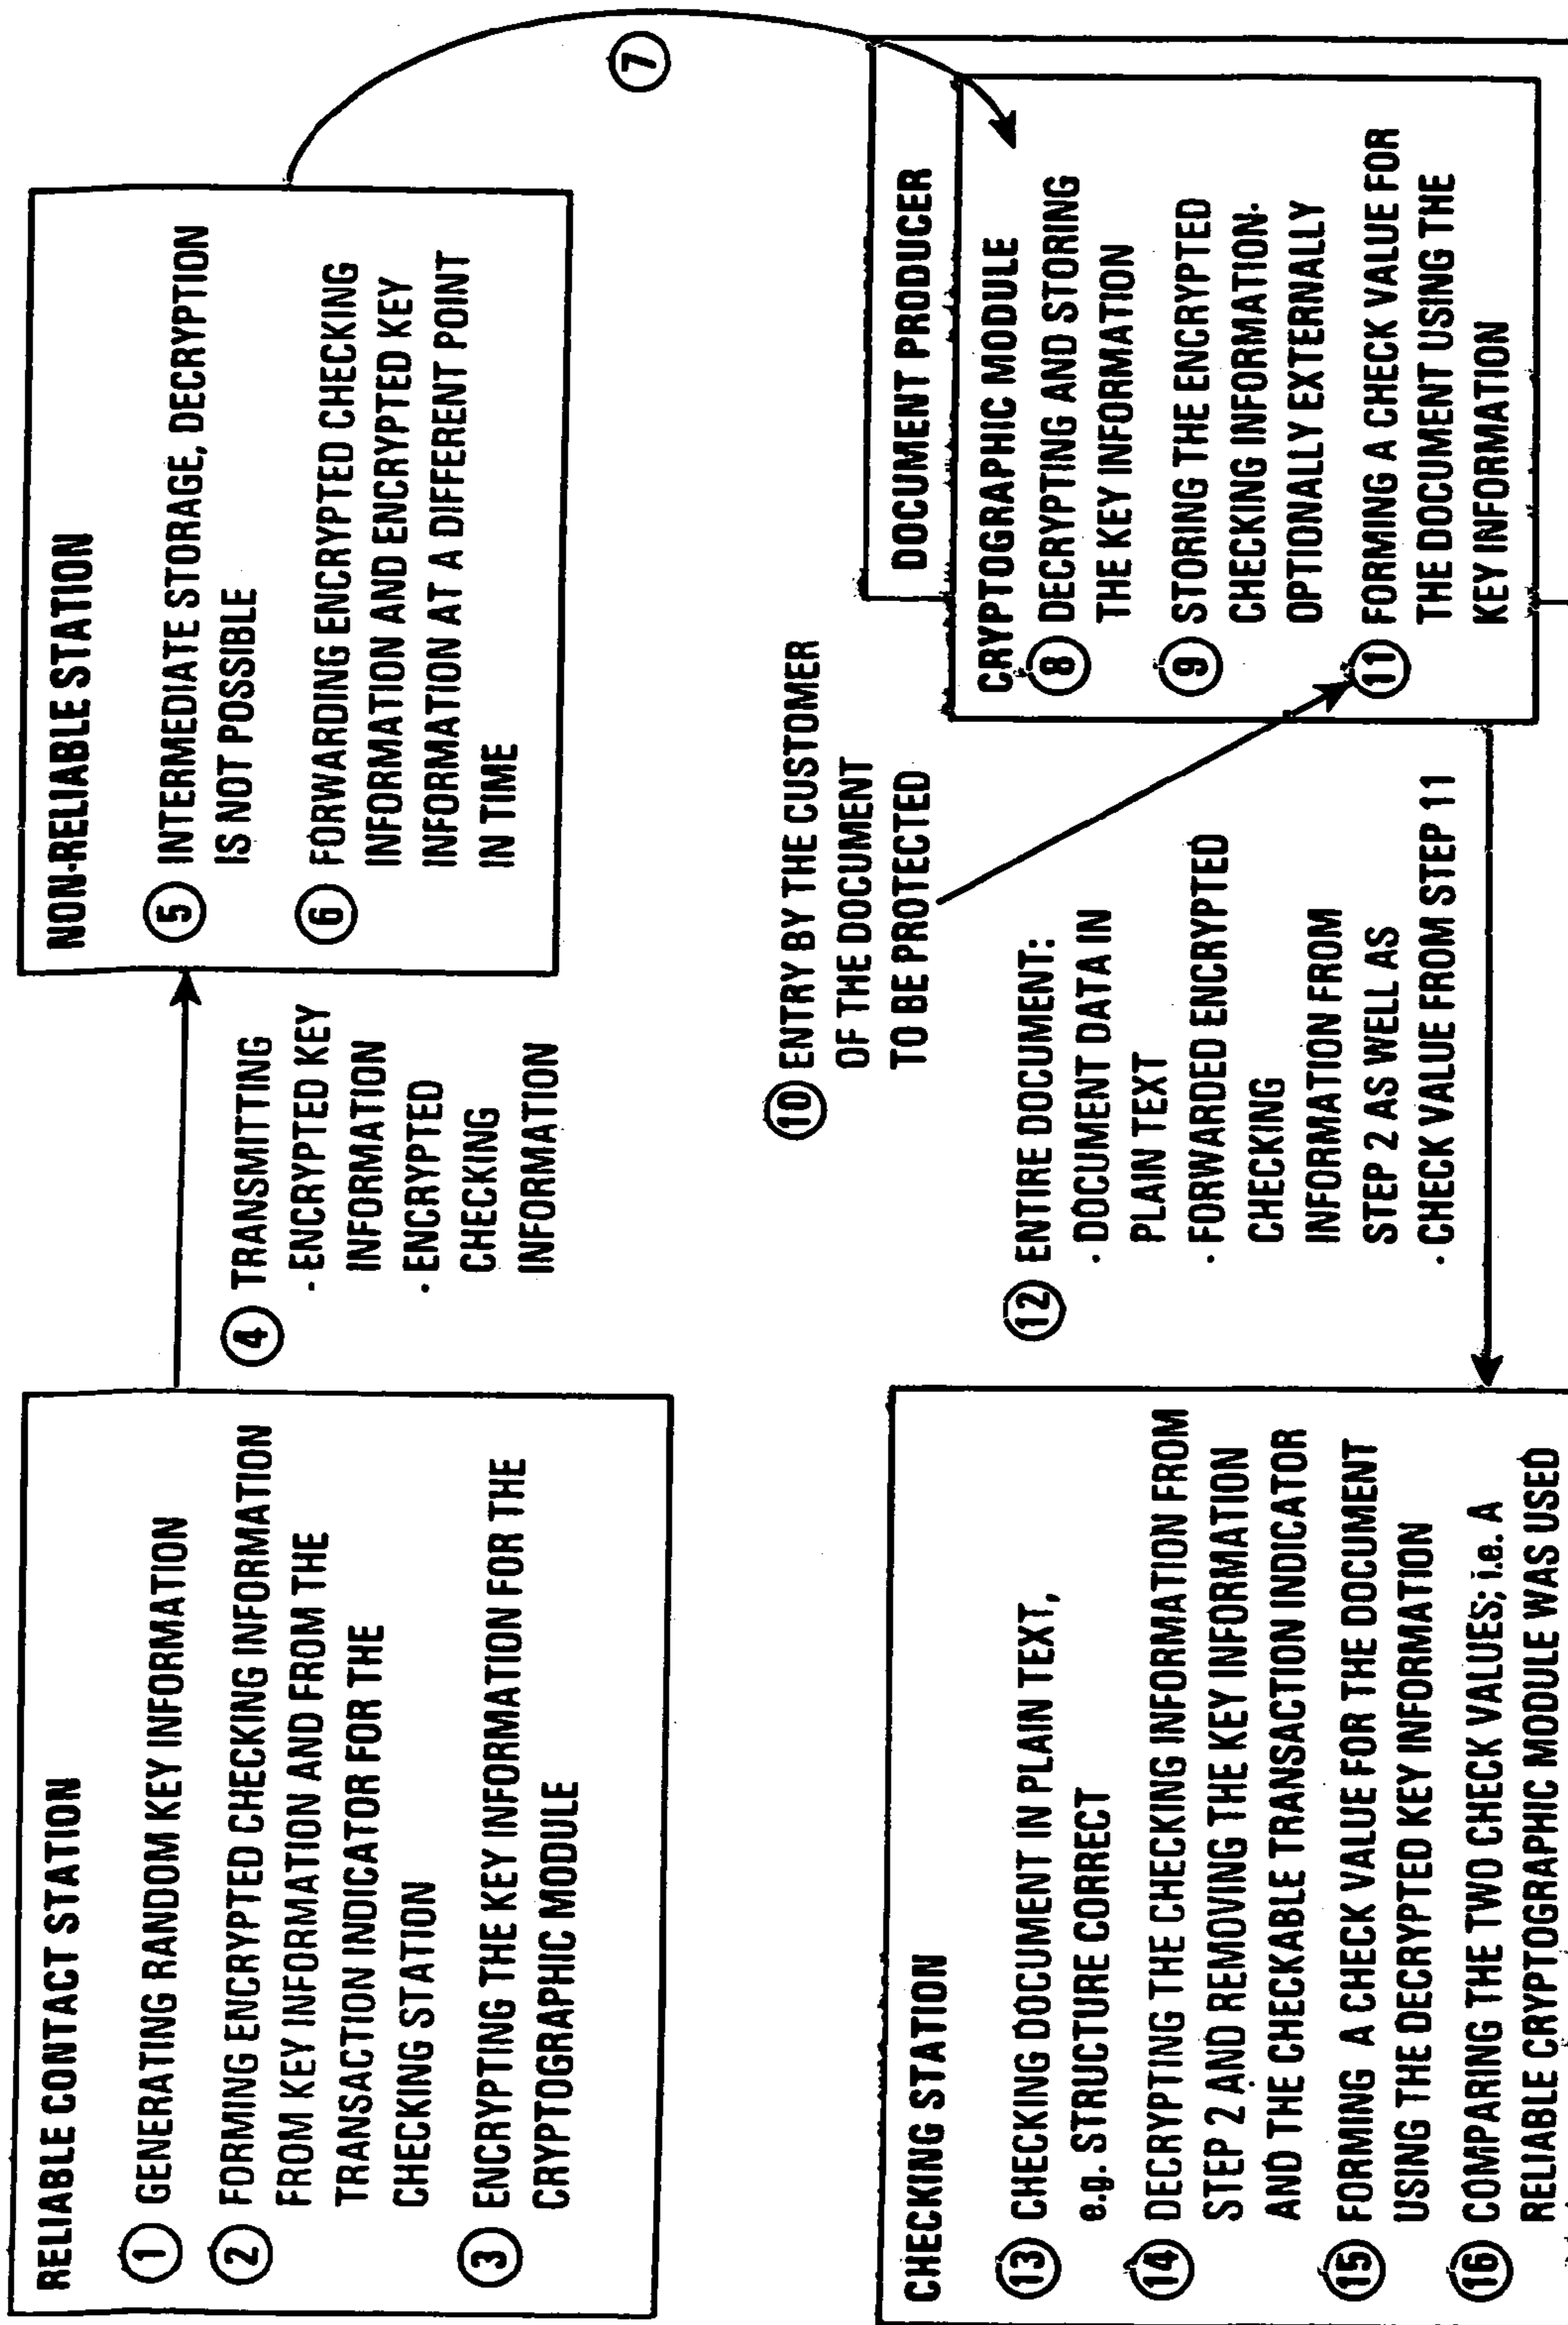 RELIABLE CONTACT STATION
① GENERATING RANDOM KEY INFORMATION
② FORMING ENCRYPTED CHECKING INFORMATION
FROM KEY INFORMATION AND FROM THE
TRANSACTION INDICATOR FOR THE
CHECKING STATION
③ ENCRYPTING THE KEY INFORMATION FOR THE
CRYPTOGRAPHIC MODULE
④ TRANSMITTING
· ENCRYPTED KEY
INFORMATION
· ENCRYPTED
CHECKING
INFORMATION
NON-RELIABLE STATION
⑤ INTERMEDIATE STORAGE, DECRYPTION
IS NOT POSSIBLE
⑥ FORWARDING ENCRYPTED CHECKING
INFORMATION AND ENCRYPTED KEY
INFORMATION AT A DIFFERENT POINT
IN TIME
⑦
DOCUMENT PRODUCER
CRYPTOGRAPHIC MODULE
⑧ DECRYPTING AND STORING
THE KEY INFORMATION
⑨ STORING THE ENCRYPTED
CHECKING INFORMATION-
OPTIONALLY EXTERNALLY
⑪ FORMING A CHECK VALUE FOR
THE DOCUMENT USING THE
KEY INFORMATION
⑩ ENTRY BY THE CUSTOMER
OF THE DOCUMENT
TO BE PROTECTED
⑫ ENTIRE DOCUMENT:
· DOCUMENT DATA IN
PLAIN TEXT
· FORWARDED ENCRYPTED
CHECKING
INFORMATION FROM
STEP 2 AS WELL AS
· CHECK VALUE FROM STEP 11
CHECKING STATION
⑬ CHECKING DOCUMENT IN PLAIN TEXT,
e.g. STRUCTURE CORRECT
⑭ DECRYPTING THE CHECKING INFORMATION FROM
STEP 2 AND REMOVING THE KEY INFORMATION
AND THE CHECKABLE TRANSACTION INDICATOR
⑮ FORMING A CHECK VALUE FOR THE DOCUMENT
USING THE DECRYPTED KEY INFORMATION
⑯ COMPARING THE TWO CHECK VALUES; i.e. A
RELIABLE CRYPTOGRAPHIC MODULE WAS USED